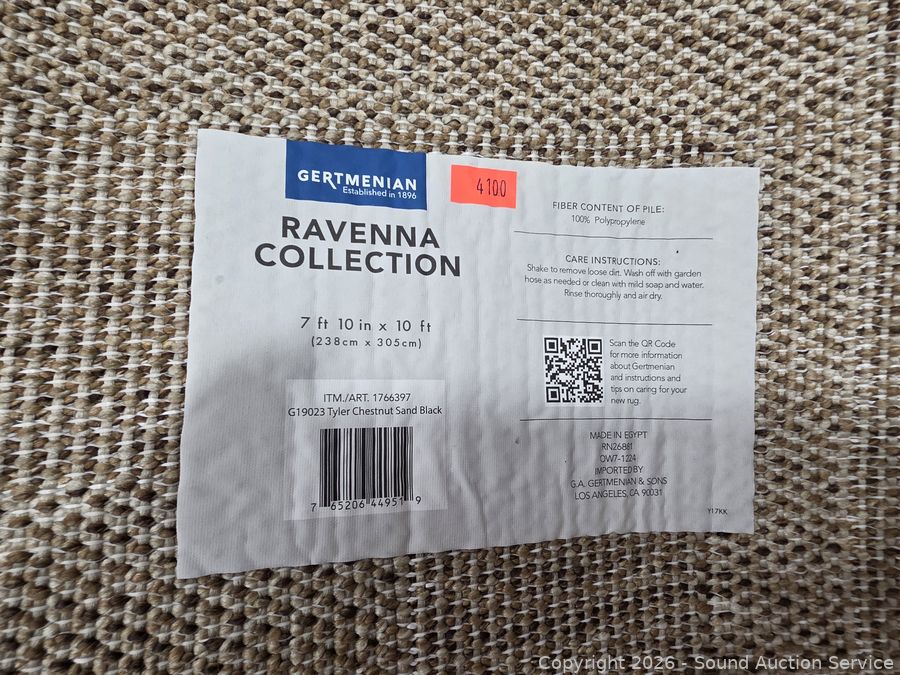 GERTMENIAN
Established in 1896
4100
RAVENNA
COLLECTION
7 ft 10 in x 10 ft
(238cm x 305cm)
ITM./ART. 1766397
G19023 Tyler Chestnut Sand Black
7 65206 44951 9
FIBER CONTENT OF PILE:
100% Polypropylene
CARE INSTRUCTIONS:
Shake to remove loose dirt. Wash off with garden
hose as needed or clean with mild soap and water.
Rinse thoroughly and air dry.
Scan the QR Code
for more information
about Gertmenian
and instructions and
tips on caring for your
new rug.
MADE IN EGYPT
RN26881
OW7-1224
IMPORTED BY
G.A. GERTMENIAN & SONS
LOS ANGELES, CA 90031
Y17KK
Copyright 2026 - Sound Auction Service